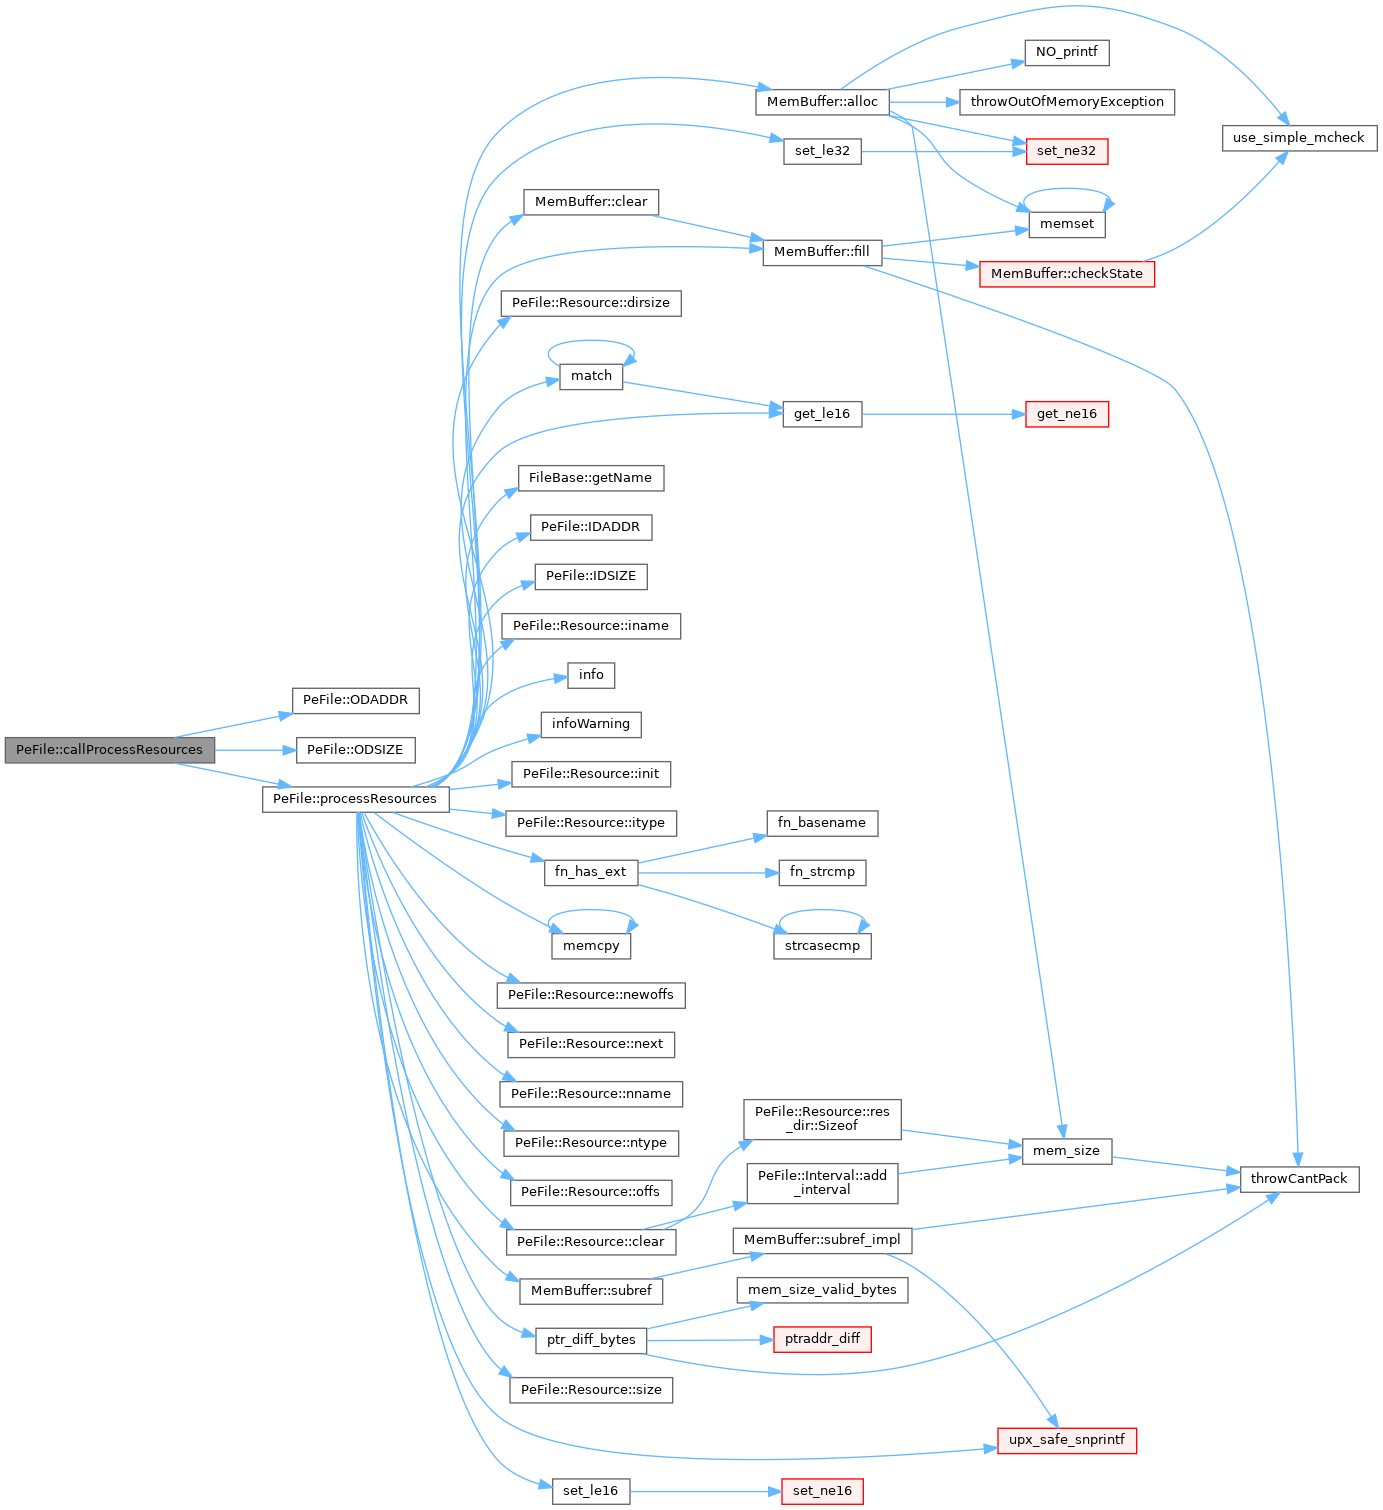 NO_printf
MemBuffer::alloc
throwOutOfMemoryException
use_simple_mcheck
set_le32
set_ne32
MemBuffer::clear
memset
MemBuffer::fill
MemBuffer::checkState
PeFile::Resource::dirsize
match
get_le16
get_ne16
FileBase::getName
PeFile::IDADDR
PeFile::IDSIZE
PeFile::Resource::iname
info
PeFile::ODADDR
infoWarning
PeFile::callProcessResources
PeFile::ODSIZE
PeFile::Resource::init
PeFile::processResources
PeFile::Resource::itype
fn_basename
fn_has_ext
fn_strcmp
memcpy
strcasecmp
PeFile::Resource::newoffs
PeFile::Resource::next
PeFile::Resource::nname
PeFile::Resource::res
_dir::Sizeof
PeFile::Resource::ntype
mem_size
PeFile::Interval::add
_interval
throwCantPack
PeFile::Resource::offs
PeFile::Resource::clear
MemBuffer::subref_impl
MemBuffer::subref
mem_size_valid_bytes
ptr_diff_bytes
ptraddr_diff
PeFile::Resource::size
upx_safe_snprintf
set_le16
set_ne16